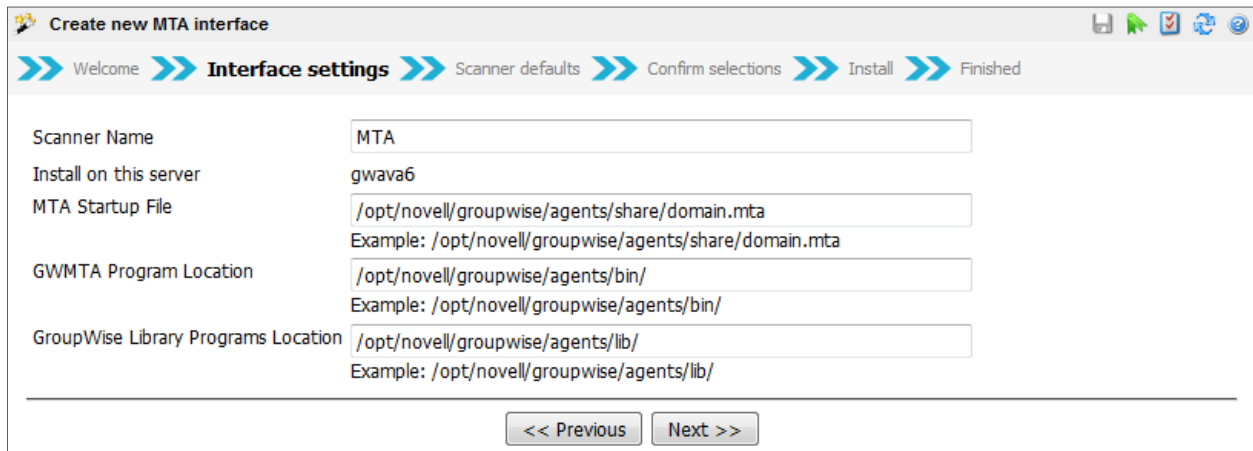 Create new MTA interface
Welcome Interface settings Scanner defaults Confirm selections Install Finished
Scanner Name MTA
Install on this server gwava6
MTA Startup File /opt/novell/groupwise/agents/share/domain.mta
Example: /opt/novell/groupwise/agents/share/domain.mta
GWMTA Program Location /opt/novell/groupwise/agents/bin/
Example: /opt/novell/groupwise/agents/bin/
GroupWise Library Programs Location /opt/novell/groupwise/agents/lib/
Example: /opt/novell/groupwise/agents/lib/
<< Previous Next >>